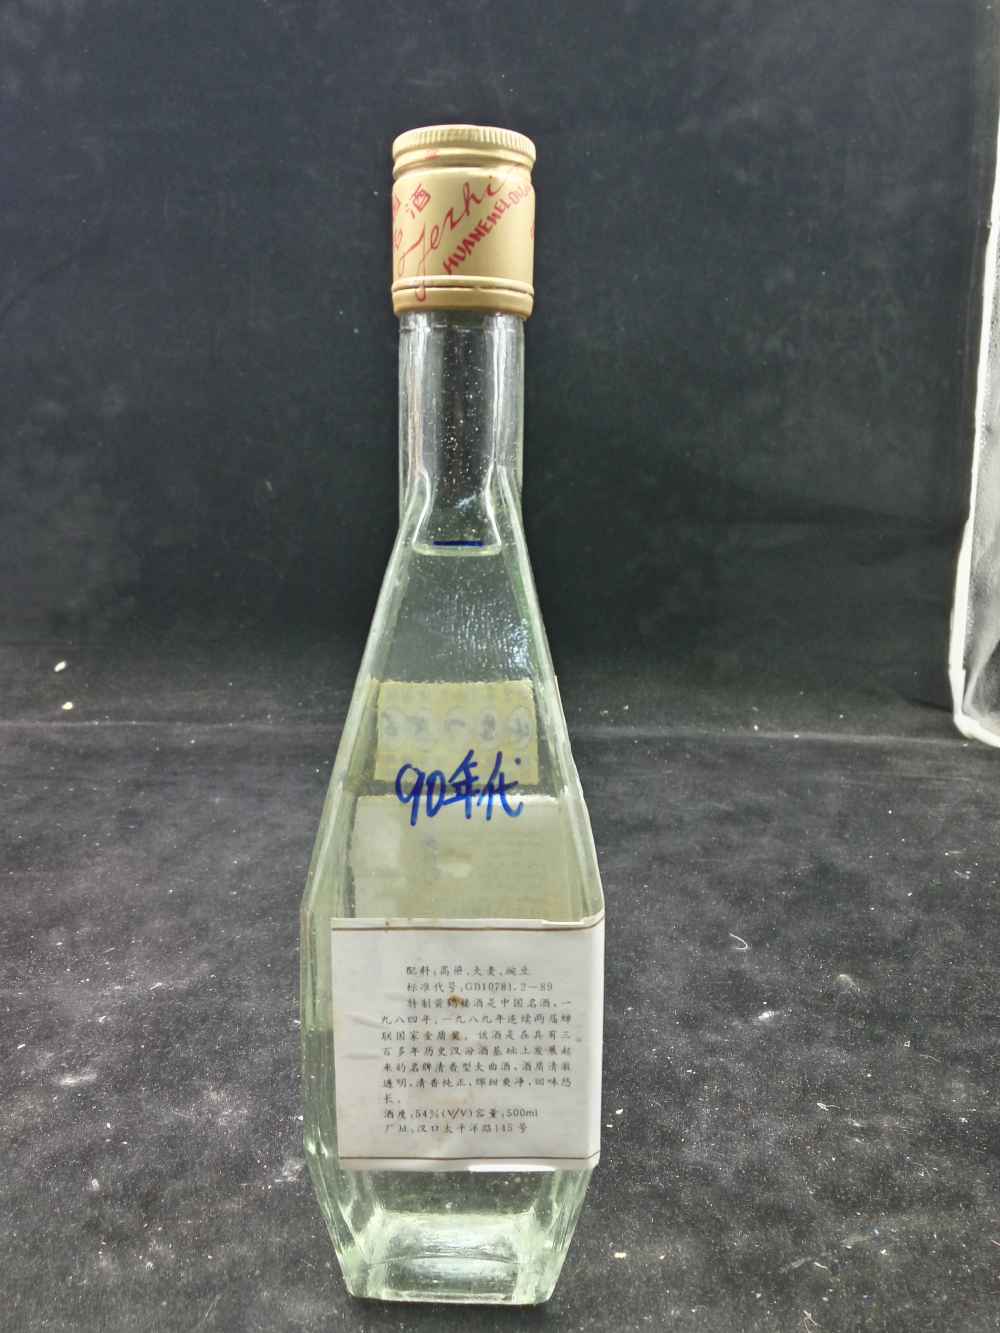 酒
Tezhi
HUANEHELOU
90年代
配料:高粱、大麦、豌豆
标准代号:GB10781.2—89
特制黄鹤楼酒是中国名酒,一
九八四年、一九八九年连续两届蝉
联国家金质奖。该酒是在具有三
百多年历史汉汾酒基础上发展起
来的名牌清香型大曲酒,酒质清澈
透明、清香纯正、绵甜爽净、回味悠
长。
酒度:54%(V/V)容量:500ml
厂址:汉口太平洋路145号